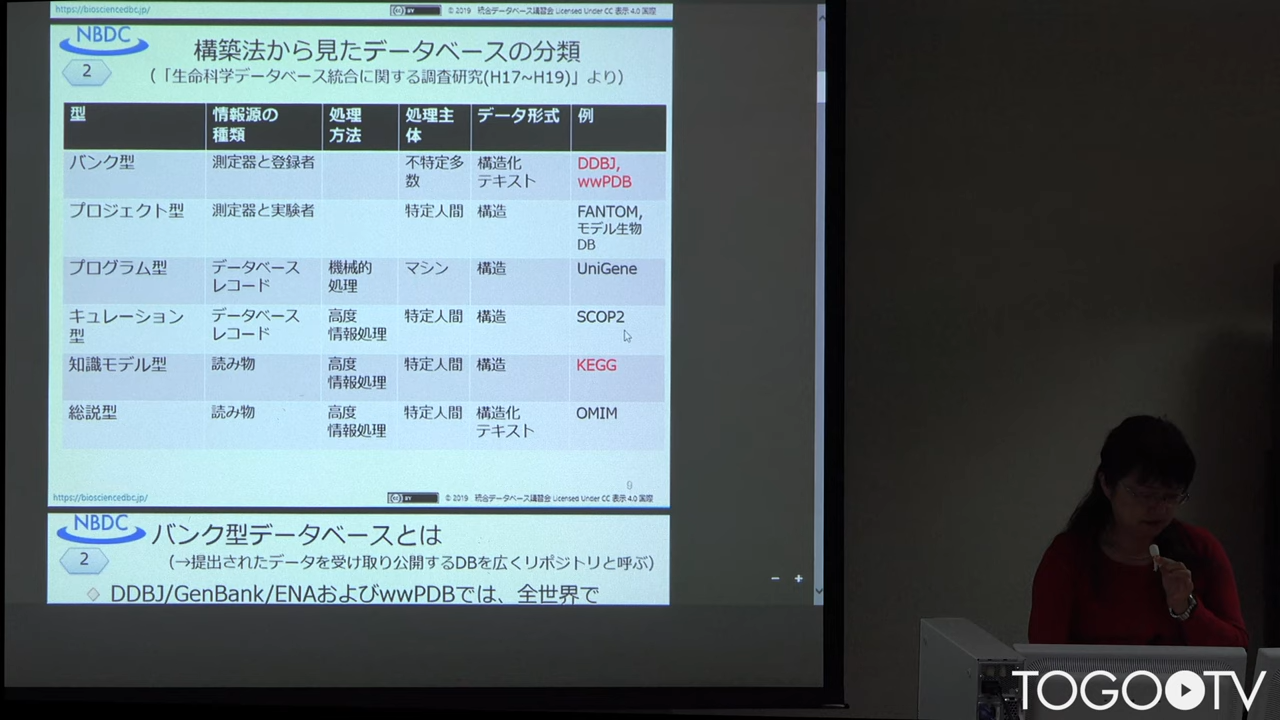 https://biosciencedbc.jp/
© 2019 統合データベース講習会 Licensed Under CC 表示 4.0 国際
NBDC
2
構築法から見たデータベースの分類
（「生命科学データベース統合に関する調査研究(H17~H19)」より）
型 情報源の種類 処理方法 処理主体 データ形式 例
バンク型 測定器と登録者 不特定多数 構造化テキスト DDBJ, wwPDB
プロジェクト型 測定器と実験者 特定人間 構造 FANTOM, モデル生物DB
プログラム型 データベースレコード 機械的処理 マシン 構造 UniGene
キュレーション型 データベースレコード 高度情報処理 特定人間 構造 SCOP2
知識モデル型 読み物 高度情報処理 特定人間 構造 KEGG
総説型 読み物 高度情報処理 特定人間 構造化テキスト OMIM
9
https://biosciencedbc.jp/
© 2019 統合データベース講習会 Licensed Under CC 表示 4.0 国際
NBDC
2
バンク型データベースとは
（→提出されたデータを受け取り公開するDBを広くリポジトリと呼ぶ）
DDBJ/GenBank/ENAおよびwwPDBでは、全世界で
TOGOTV